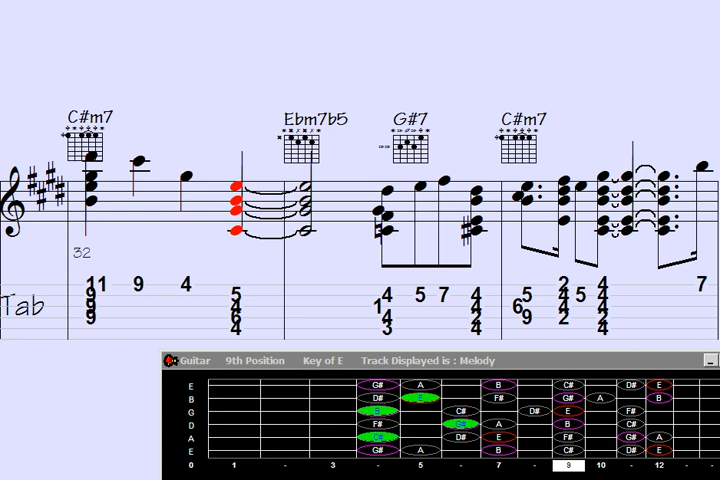 C#m7 Ebm7b5 G#7 C#m7
32
Tab
11 9 4 2 4 7
9 5 4 5 7 4 5 4 5 4
9 4 1 6 4 4
9 6 4 2 9 2 2
4 3 4 4
Guitar 9th Position Key of E Track Displayed is : Melody
E G# A B C# D# E
B D# E F# G# A B
G B C# D# E F#
D F# G# A B C#
A C# D# E F# G# A
E G# A B C# D# E
0 1 - 3 - 5 - 7 - 9 10 - 12 - -